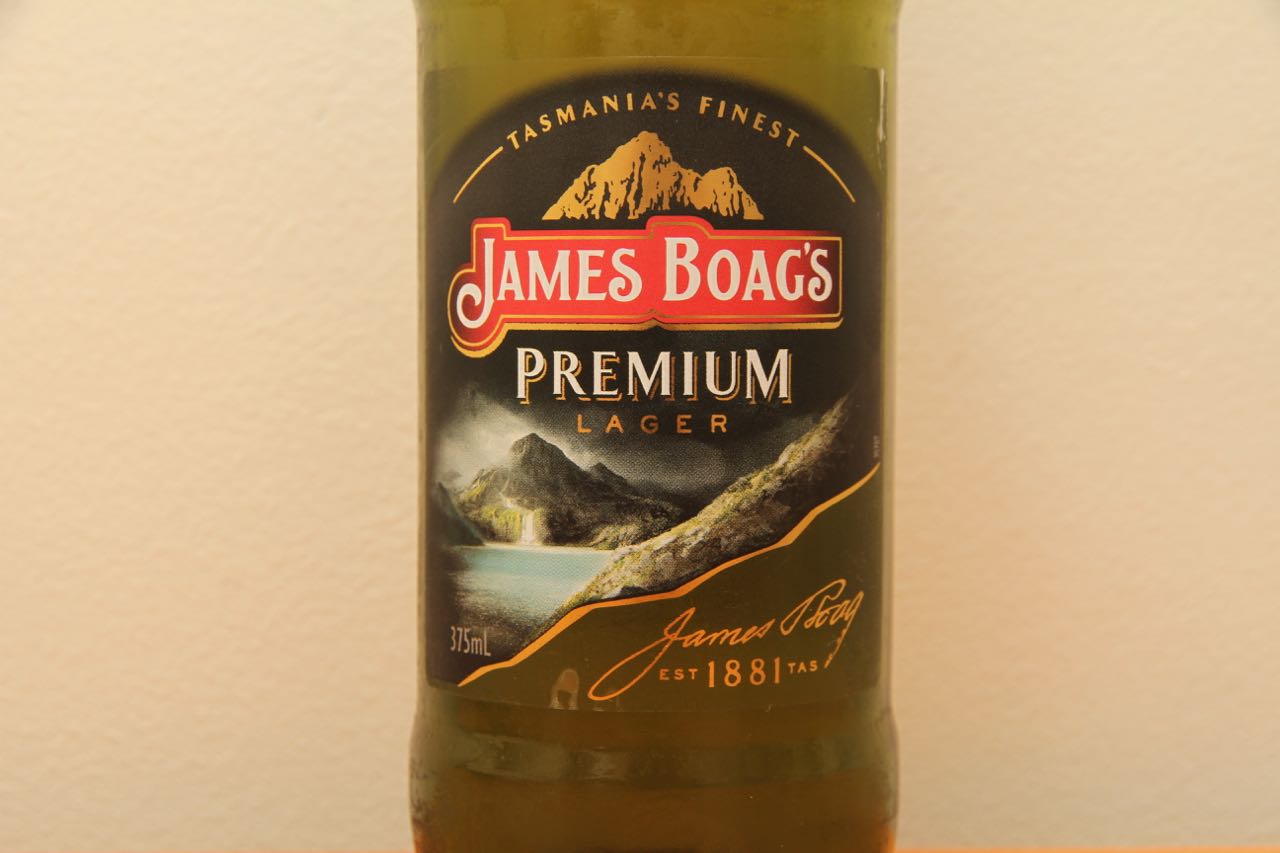 TASMANIA'S FINEST
JAMES BOAG'S
PREMIUM
LAGER
375mL
James Boag
EST 1881 TAS